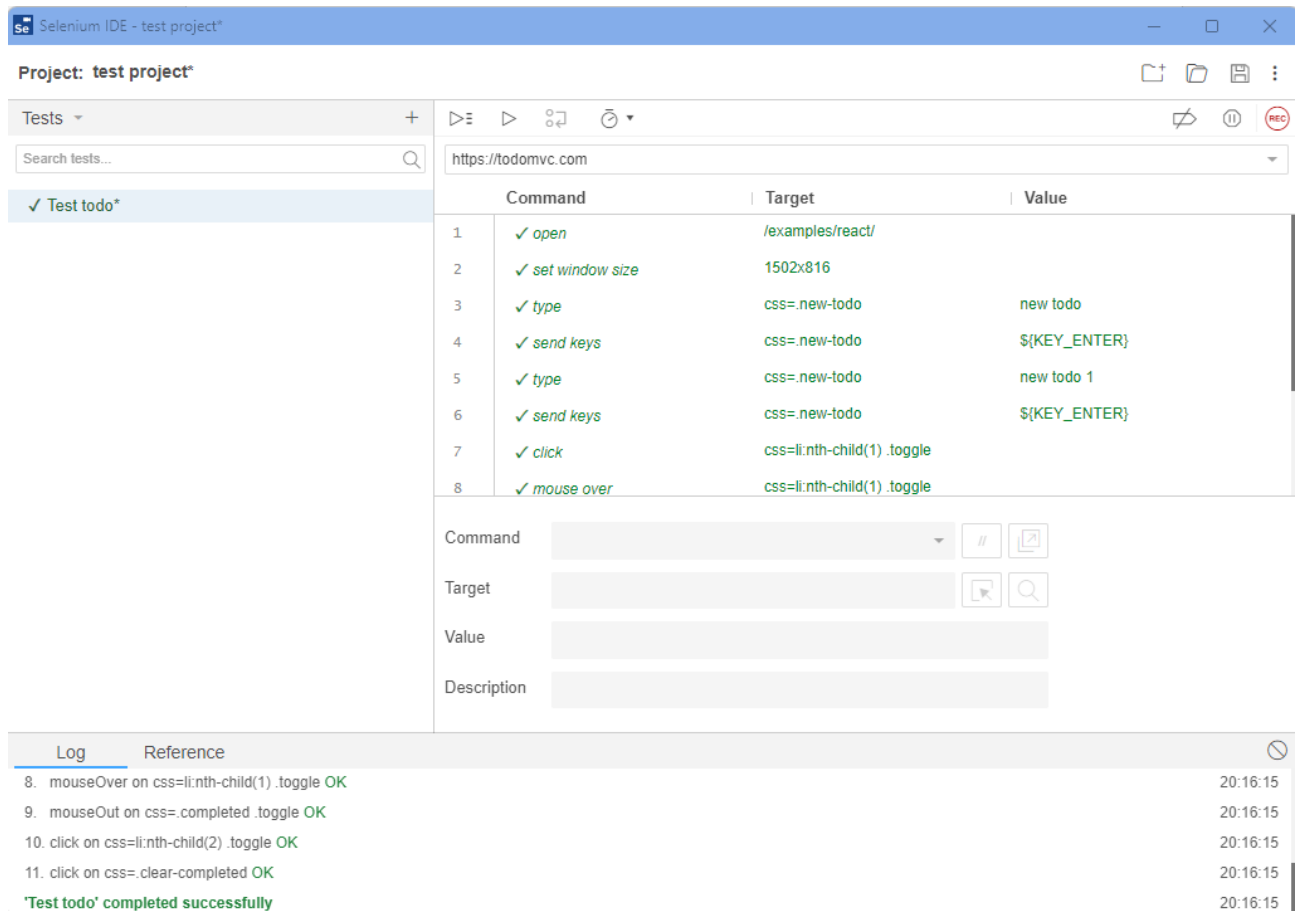 Se Selenium IDE - test project*
Project: test project*
Tests
Search tests...
✓ Test todo*
REC
https://todomvc.com
Command Target Value
1 ✓ open /examples/react/
2 ✓ set window size 1502x816
3 ✓ type css=.new-todo new todo
4 ✓ send keys css=.new-todo ${KEY_ENTER}
5 ✓ type css=.new-todo new todo 1
6 ✓ send keys css=.new-todo ${KEY_ENTER}
7 ✓ click css=li:nth-child(1) .toggle
8 ✓ mouse over css=li:nth-child(1) .toggle
Command //
Target
Value
Description
Log Reference
8. mouseOver on css=li:nth-child(1) .toggle OK 20:16:15
9. mouseOut on css=.completed .toggle OK 20:16:15
10. click on css=li:nth-child(2) .toggle OK 20:16:15
11. click on css=.clear-completed OK 20:16:15
'Test todo' completed successfully 20:16:15